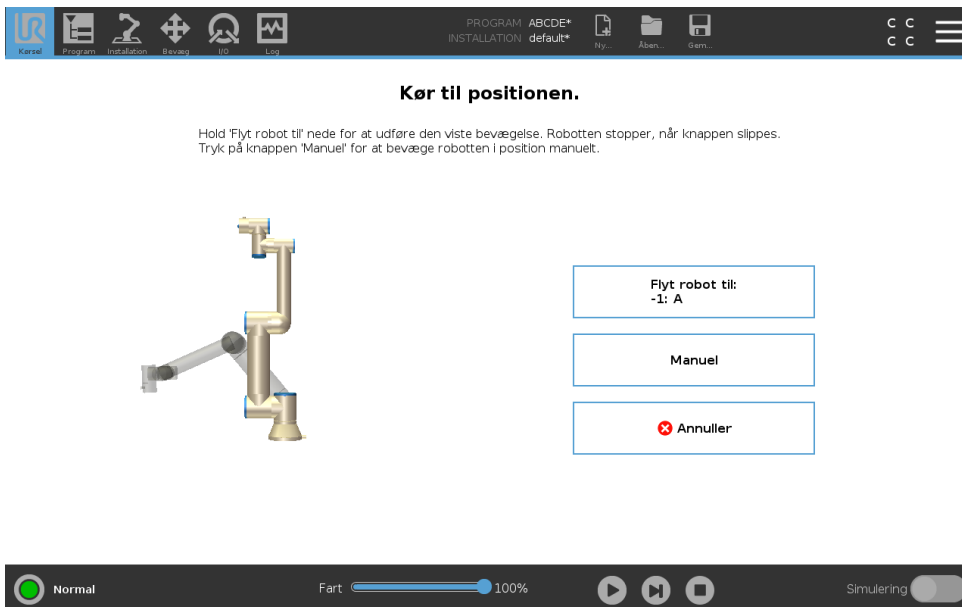 UR
Kørsel
Program
Installation
Bevæg
I/O
Log
PROGRAM ABCDE*
INSTALLATION default*
Ny...
Åben...
Gem...
C C
C C
Kør til positionen.
Hold 'Flyt robot til' nede for at udføre den viste bevægelse. Robotten stopper, når knappen slippes.
Tryk på knappen 'Manuel' for at bevæge robotten i position manuelt.
Flyt robot til:
-1: A
Manuel
Annuller
Normal
Fart 100%
Simulering